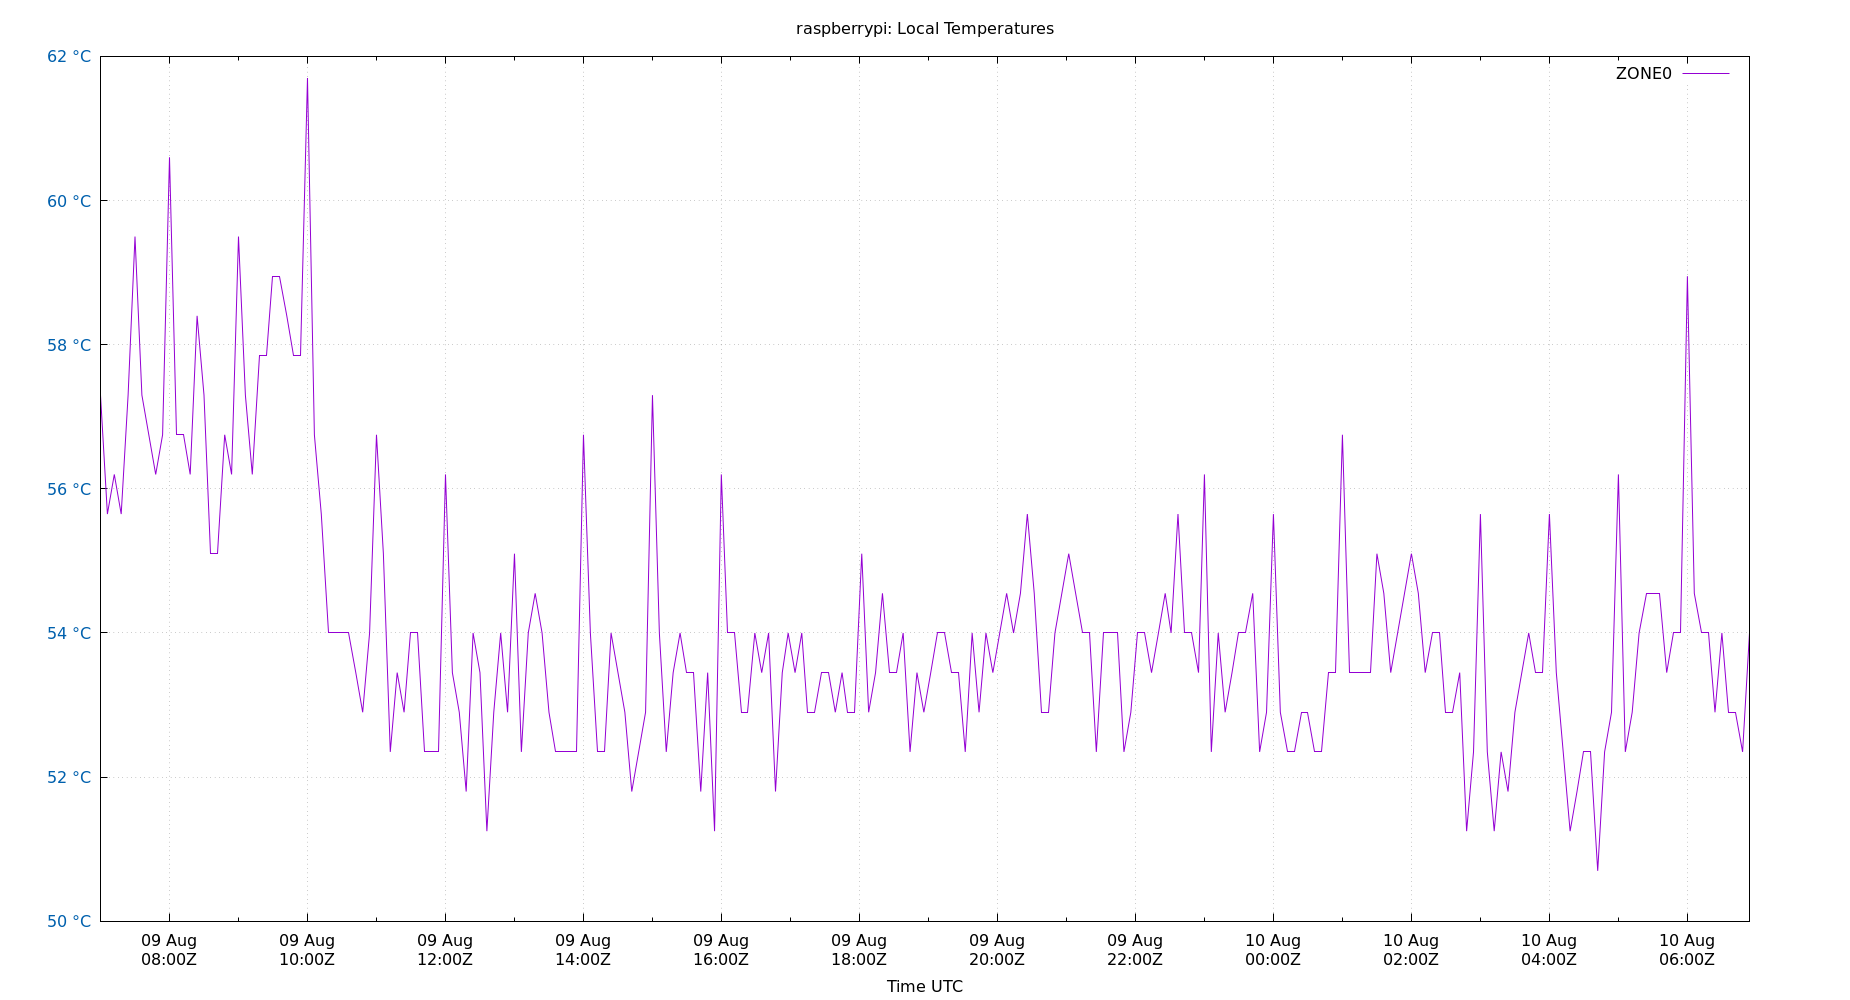 raspberrypi: Local Temperatures
62 °C
ZONE0
60 °C
58 °C
56 °C
54 °C
52 °C
50 °C
09 Aug 09 Aug 09 Aug 09 Aug 09 Aug 09 Aug 09 Aug 09 Aug 10 Aug 10 Aug 10 Aug 10 Aug
08:00Z 10:00Z 12:00Z 14:00Z 16:00Z 18:00Z 20:00Z 22:00Z 00:00Z 02:00Z 04:00Z 06:00Z
Time UTC